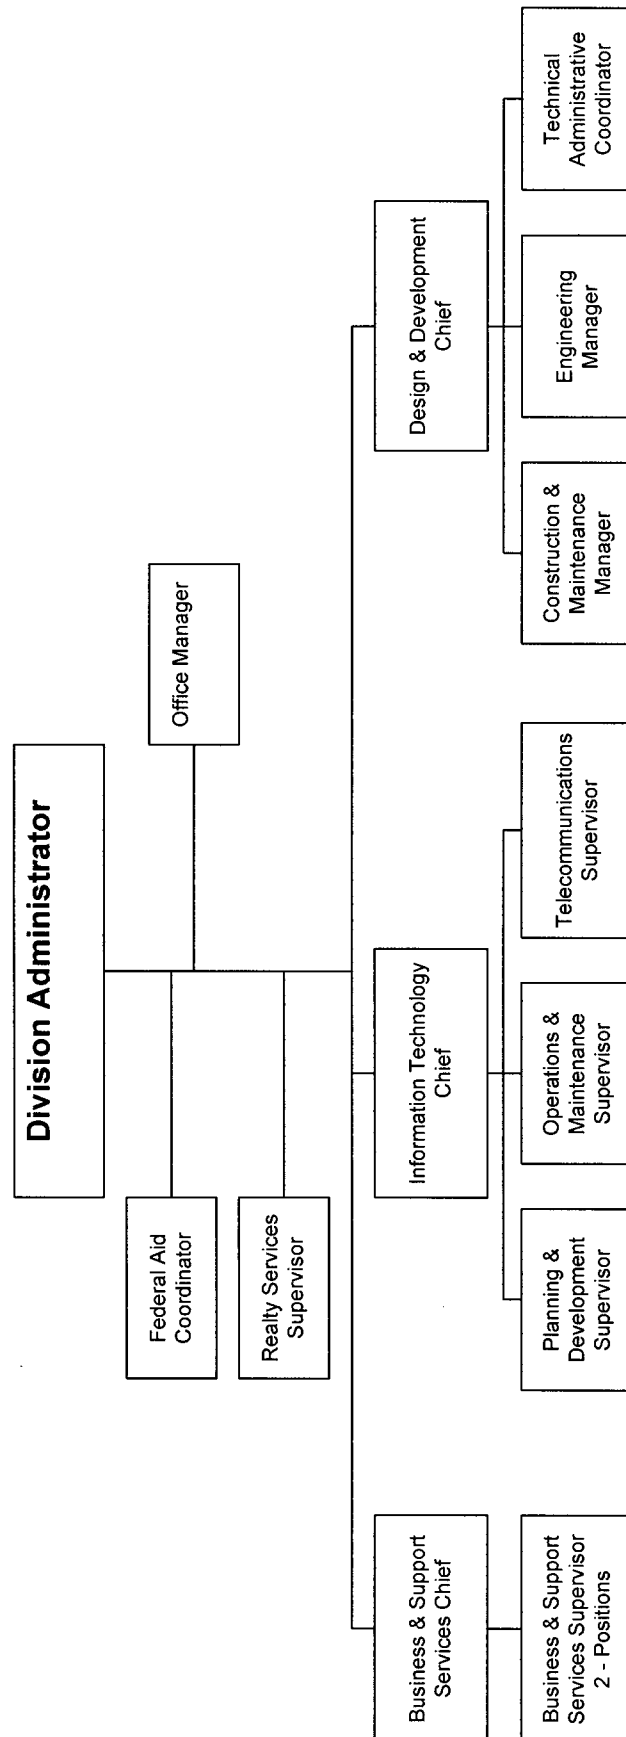 Division Administrator
Federal Aid
Coordinator
Office Manager
Realty Services
Supervisor
Business & Support
Services Chief
Information Technology
Chief
Design & Development
Chief
Business & Support
Services Supervisor
2 - Positions
Planning &
Development
Supervisor
Operations &
Maintenance
Supervisor
Telecommunications
Supervisor
Construction &
Maintenance
Manager
Engineering
Manager
Technical
Administrative
Coordinator